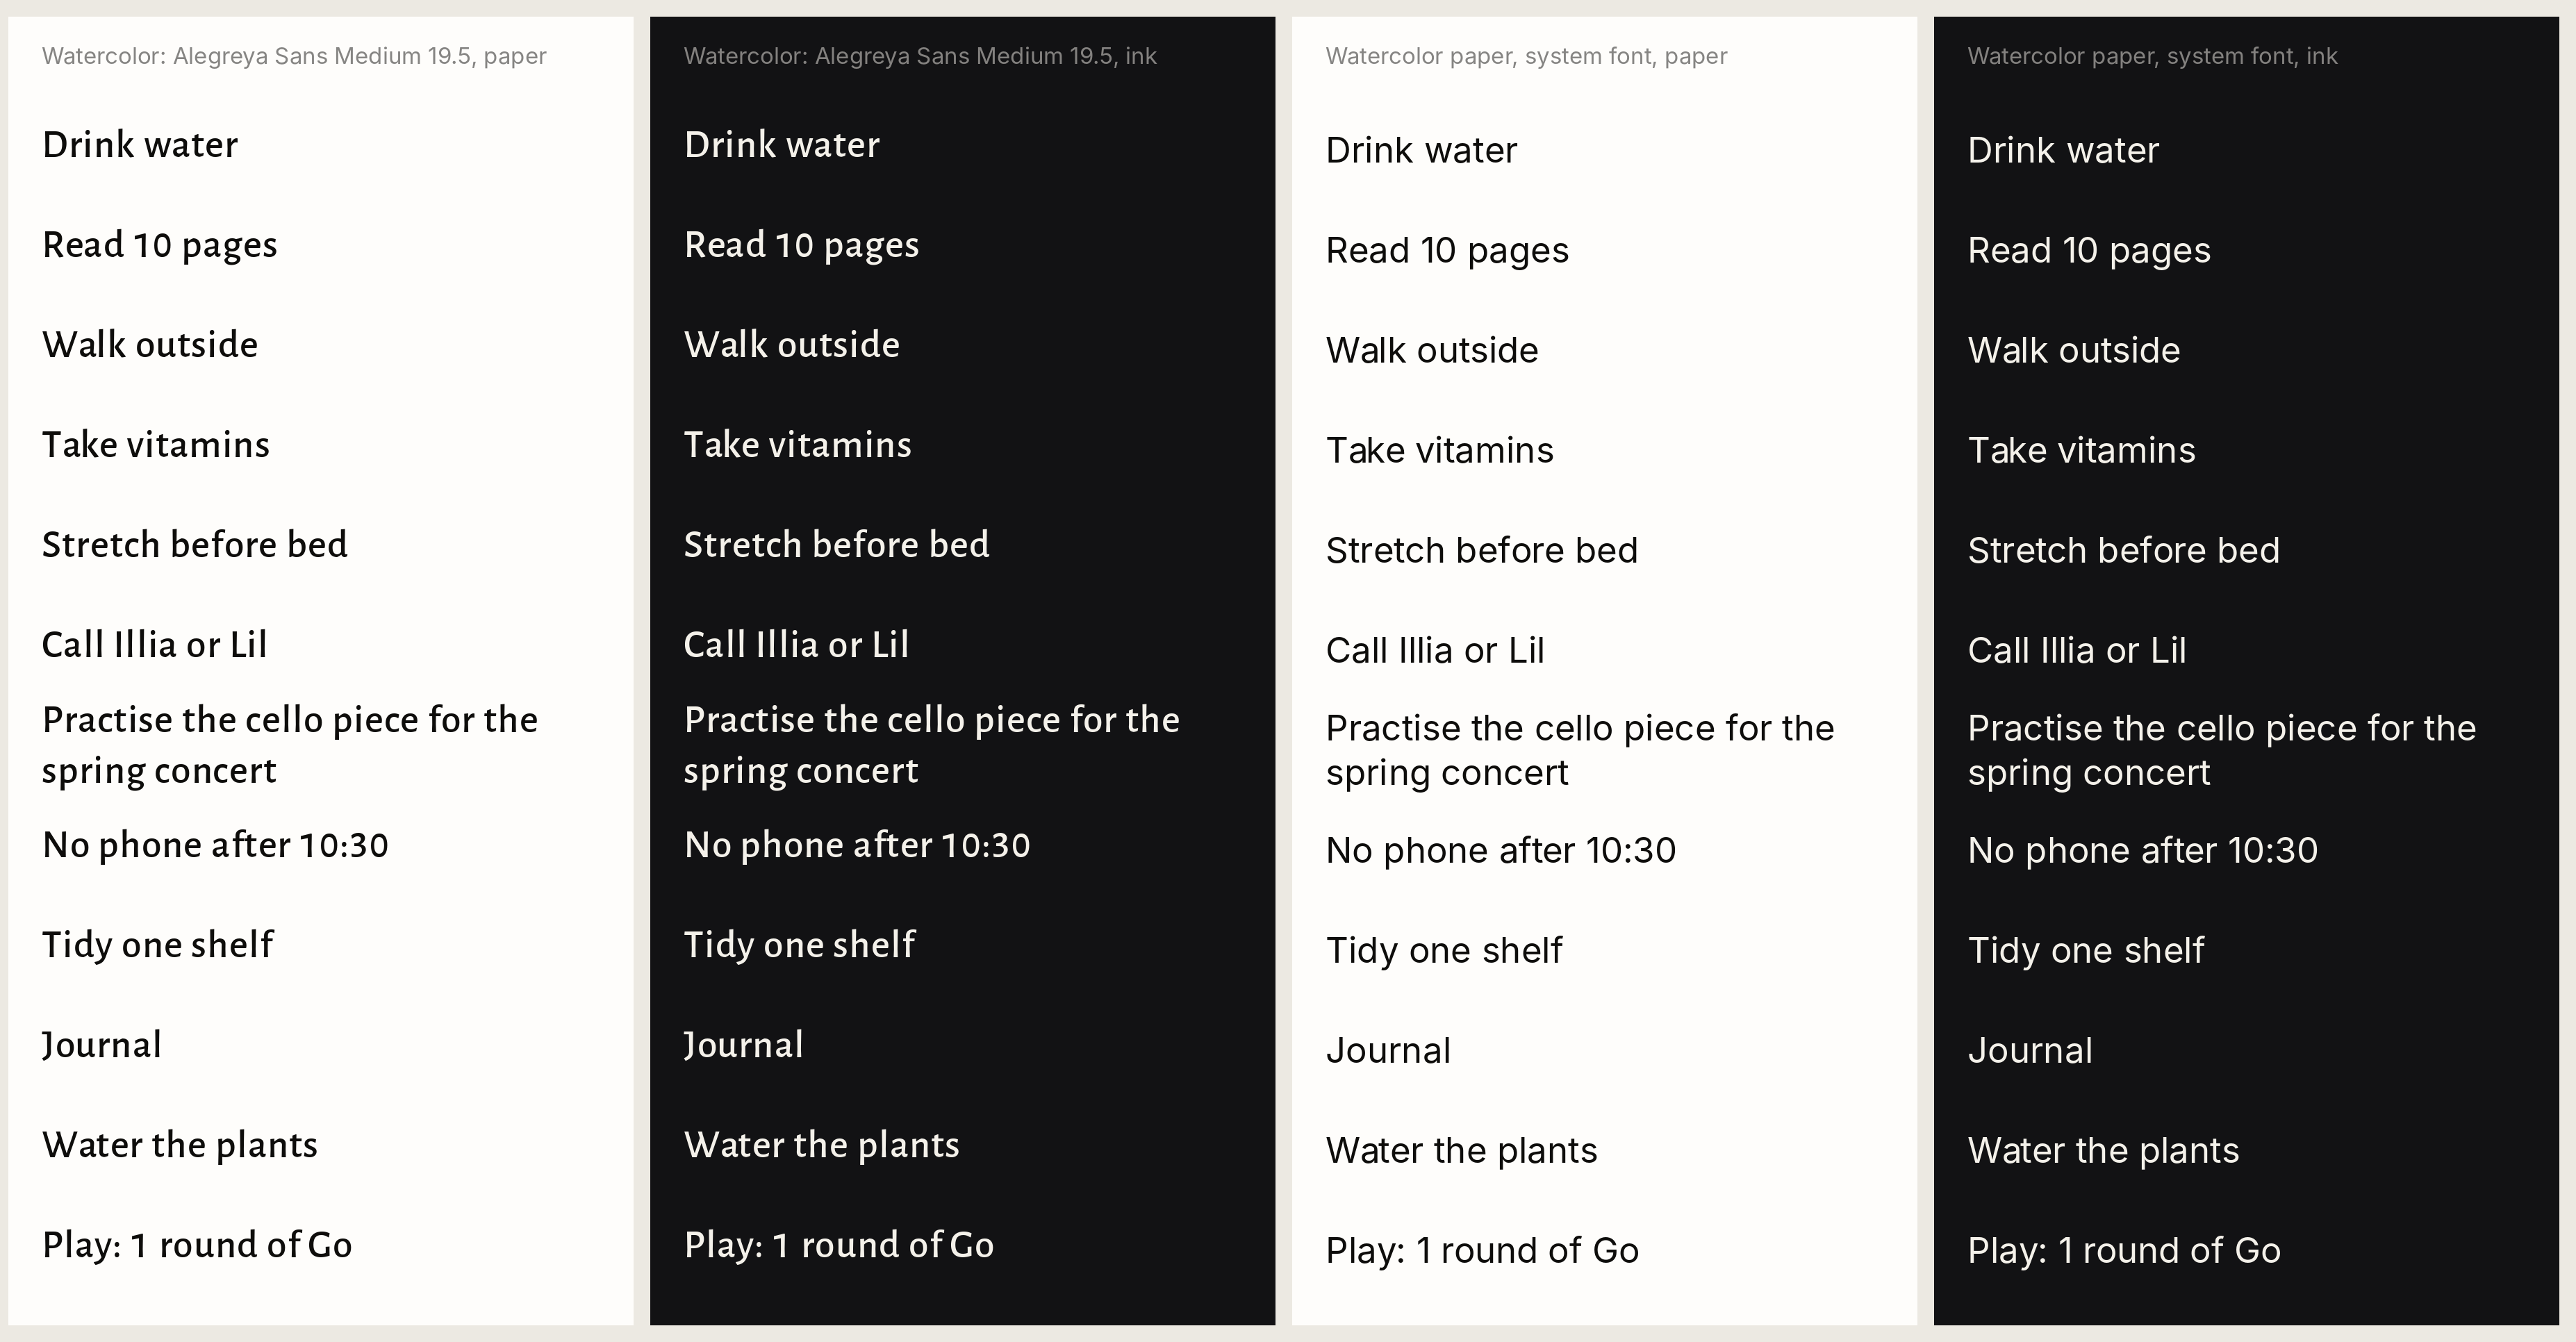 Watercolor: Alegreya Sans Medium 19.5, paper
Drink water
Read 10 pages
Walk outside
Take vitamins
Stretch before bed
Call Illia or Lil
Practise the cello piece for the
spring concert
No phone after 10:30
Tidy one shelf
Journal
Water the plants
Play: 1 round of Go
Watercolor: Alegreya Sans Medium 19.5, ink
Drink water
Read 10 pages
Walk outside
Take vitamins
Stretch before bed
Call Illia or Lil
Practise the cello piece for the
spring concert
No phone after 10:30
Tidy one shelf
Journal
Water the plants
Play: 1 round of Go
Watercolor paper, system font, paper
Drink water
Read 10 pages
Walk outside
Take vitamins
Stretch before bed
Call Illia or Lil
Practise the cello piece for the
spring concert
No phone after 10:30
Tidy one shelf
Journal
Water the plants
Play: 1 round of Go
Watercolor paper, system font, ink
Drink water
Read 10 pages
Walk outside
Take vitamins
Stretch before bed
Call Illia or Lil
Practise the cello piece for the
spring concert
No phone after 10:30
Tidy one shelf
Journal
Water the plants
Play: 1 round of Go